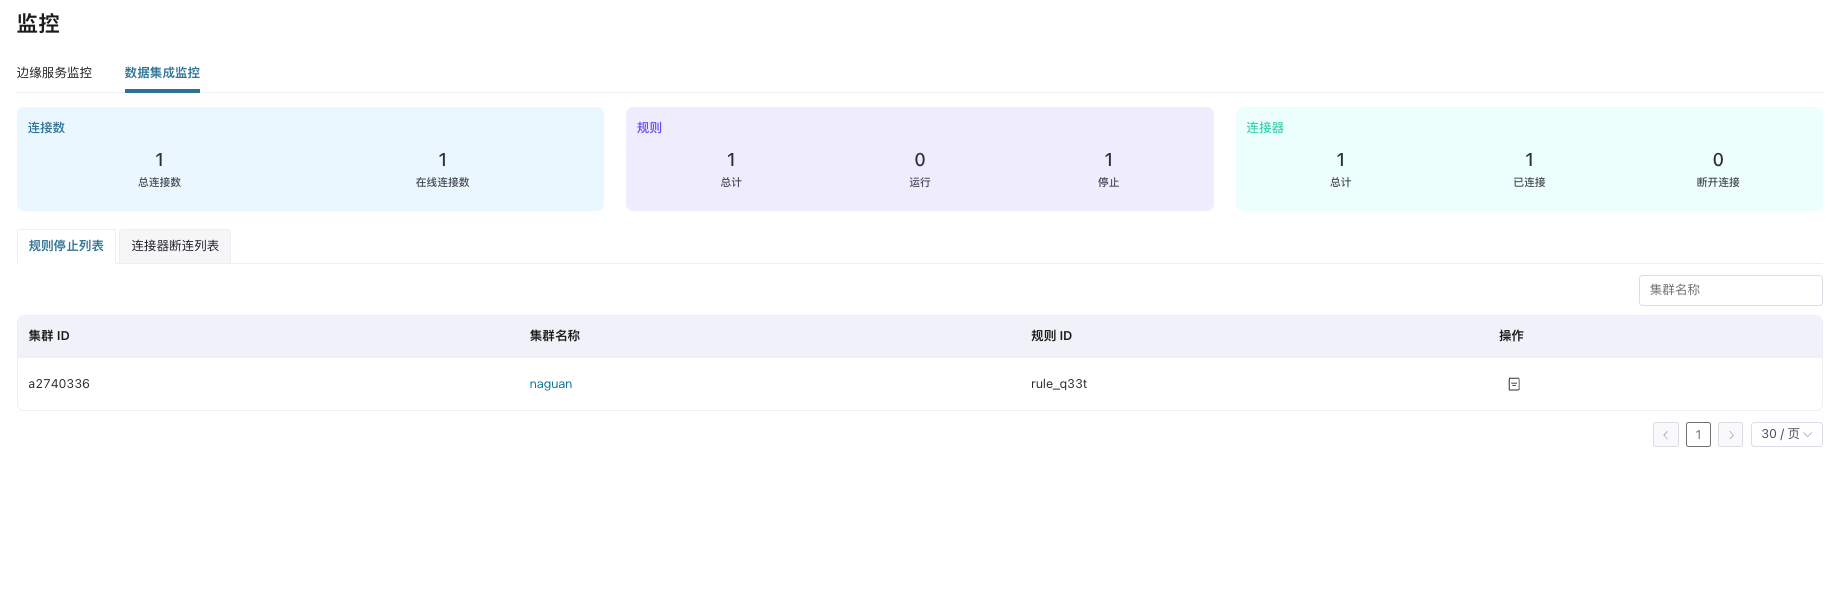 监控
边缘服务监控 数据集成监控
连接数 规则 连接器
1 1 1 0 1 1 1 0
总连接数 在线连接数 总计 运行 停止 总计 已连接 断开连接
规则停止列表 连接器断连列表
集群名称
集群 ID 集群名称 规则 ID 操作
a2740336 naguan rule_q33t
1 30 / 页